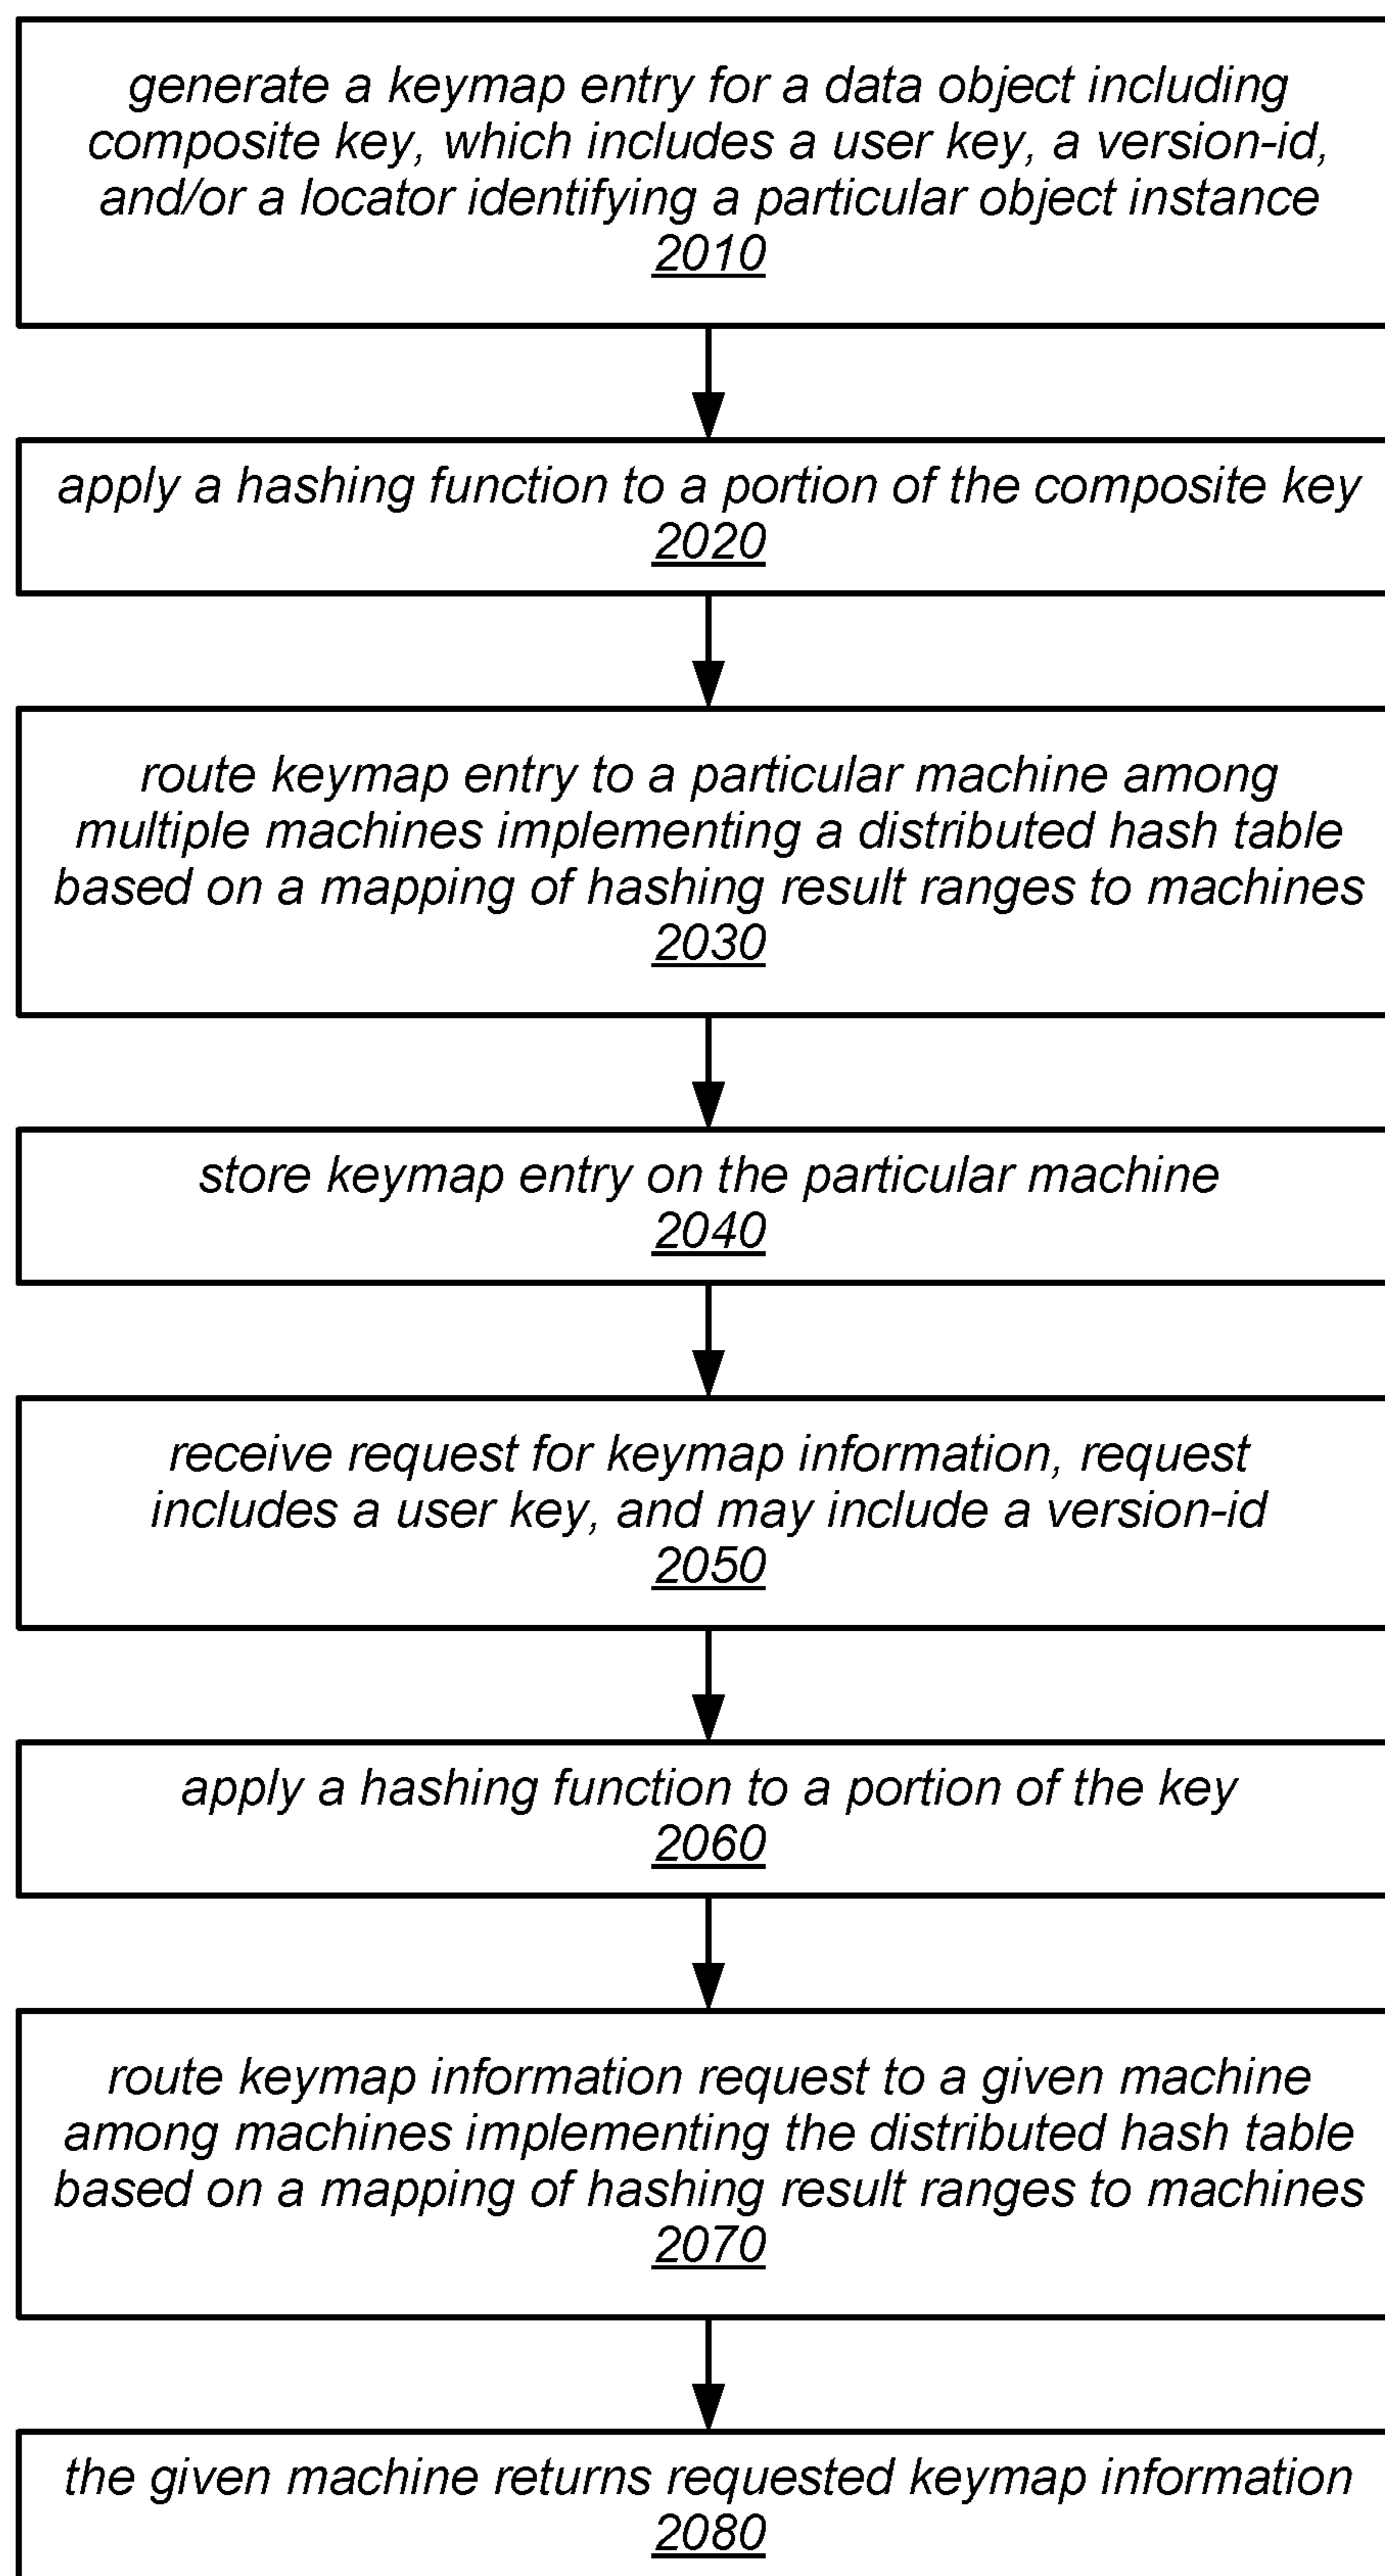 generate a keymap entry for a data object including
composite key, which includes a user key, a version-id,
and/or a locator identifying a particular object instance
2010
apply a hashing function to a portion of the composite key
2020
route keymap entry to a particular machine among
multiple machines implementing a distributed hash table
based on a mapping of hashing result ranges to machines
2030
store keymap entry on the particular machine
2040
receive request for keymap information, request
includes a user key, and may include a version-id
2050
apply a hashing function to a portion of the key
2060
route keymap information request to a given machine
among machines implementing the distributed hash table
based on a mapping of hashing result ranges to machines
2070
the given machine returns requested keymap information
2080